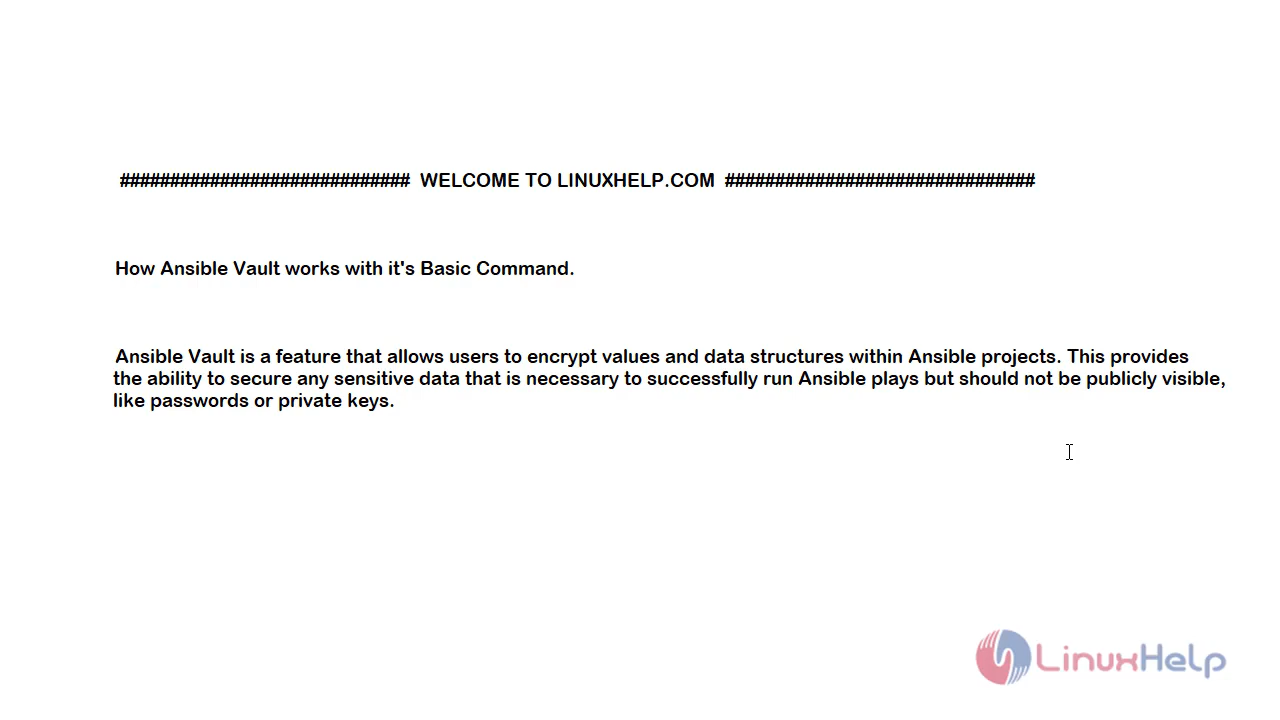 ############################# WELCOME TO LINUXHELP.COM ###############################
How Ansible Vault works with it's Basic Command.
Ansible Vault is a feature that allows users to encrypt values and data structures within Ansible projects. This provides
the ability to secure any sensitive data that is necessary to successfully run Ansible plays but should not be publicly visible,
like passwords or private keys.
LinuxHelp